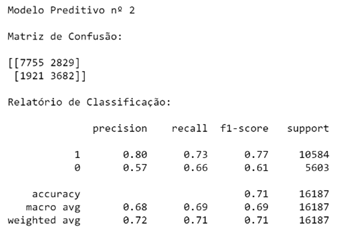 Modelo Preditivo nº 2
Matriz de Confusão:
[[7755 2829]
 [1921 3682]]
Relatório de Classificação:
precision recall f1-score support
1 0.80 0.73 0.77 10584
0 0.57 0.66 0.61 5603
accuracy 0.71 16187
macro avg 0.68 0.69 0.69 16187
weighted avg 0.72 0.71 0.71 16187